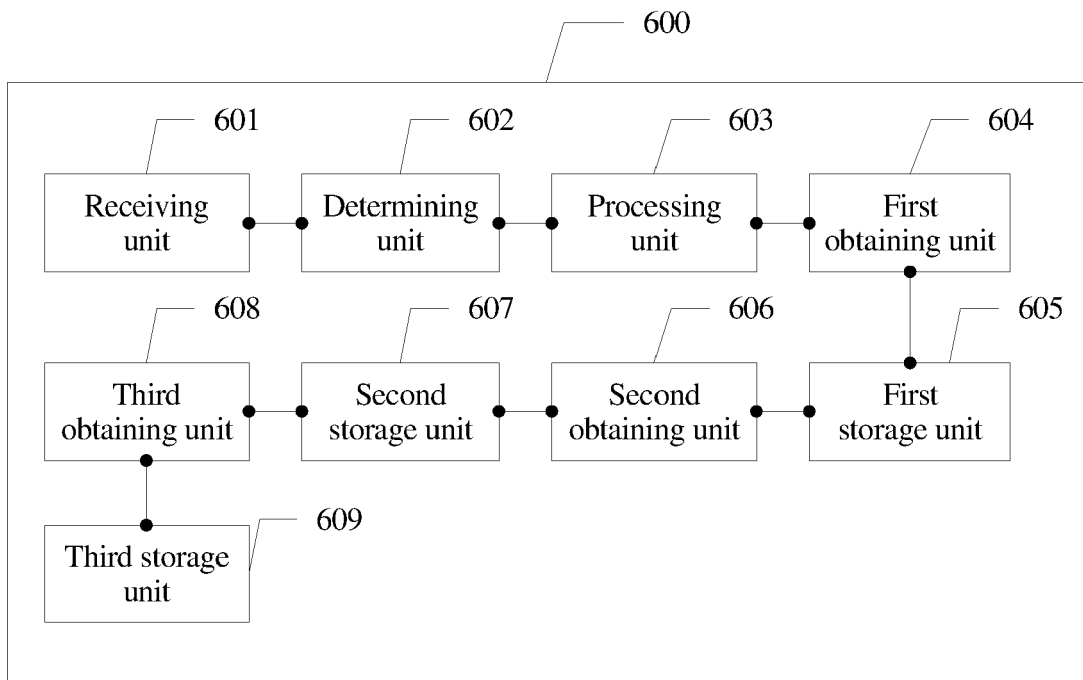 600
601
602
603
604
Receiving
unit
Determining
unit
Processing
unit
First
obtaining unit
608
607
606
605
Third
obtaining unit
Second
storage unit
Second
obtaining unit
First
storage unit
609
Third storage
unit